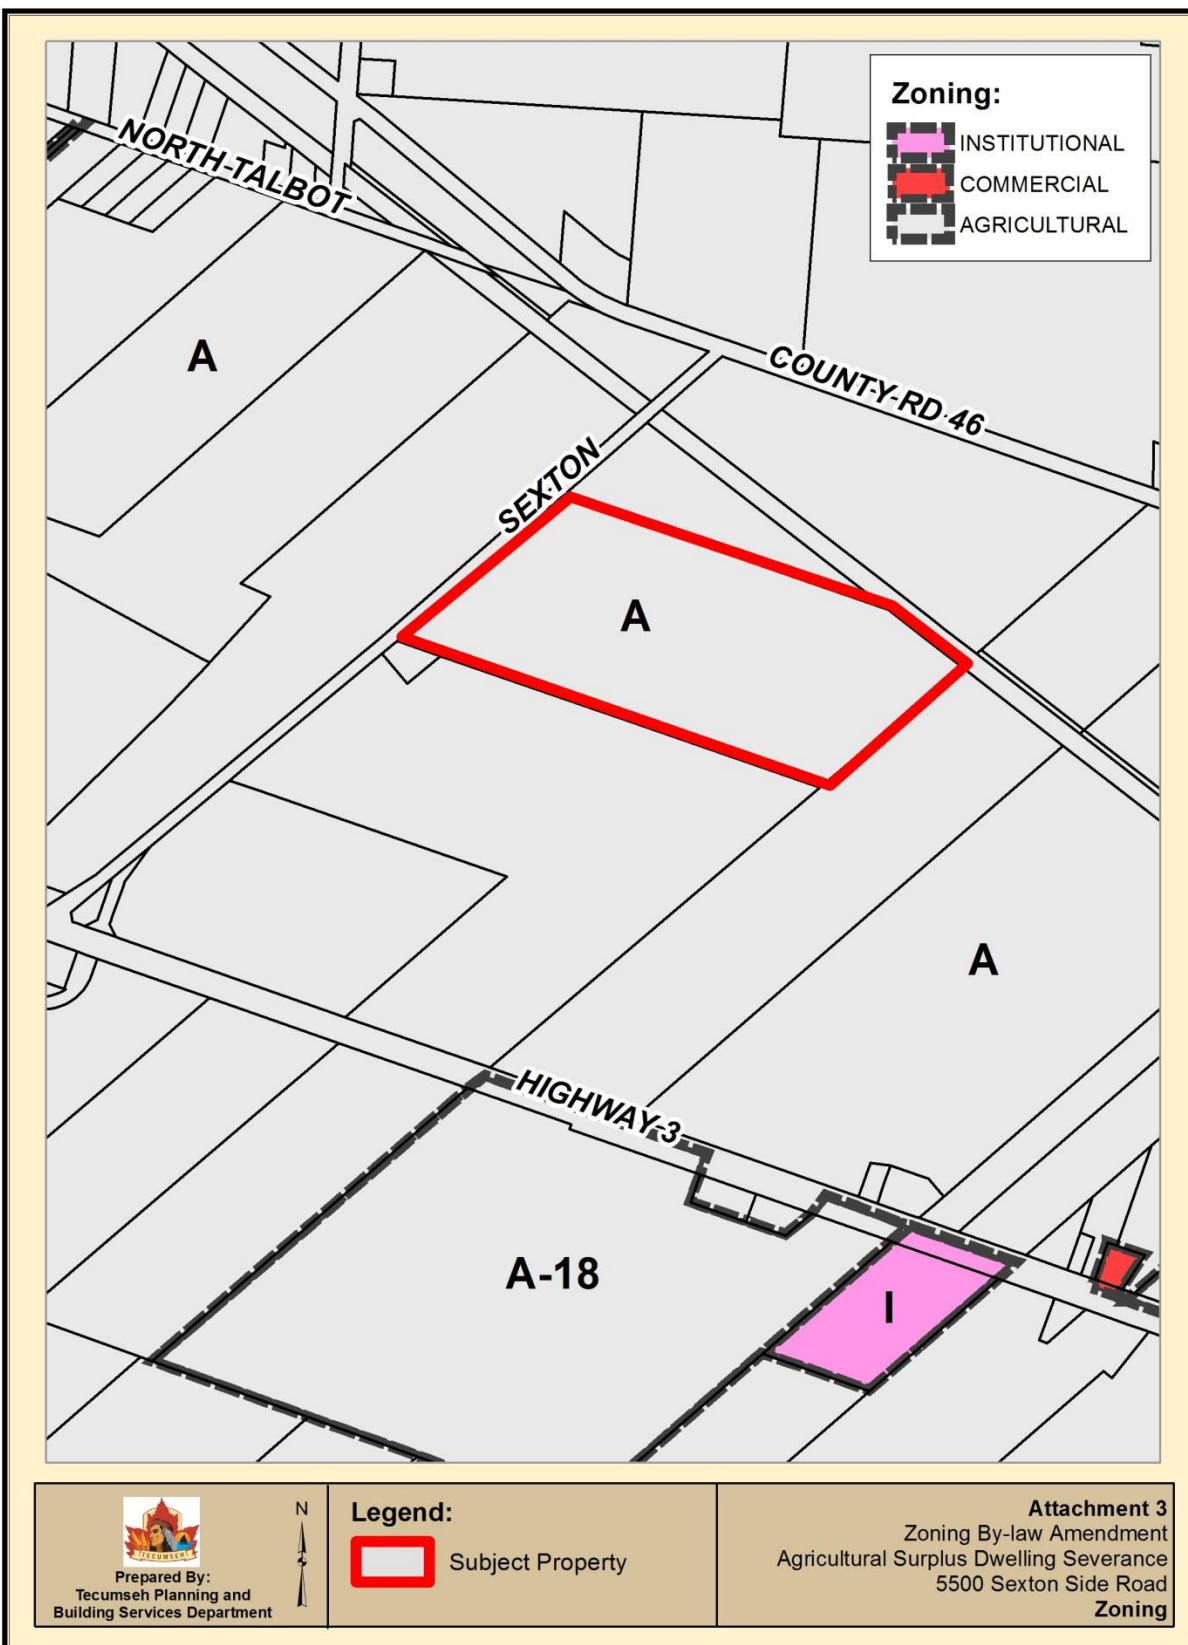 Zoning:
INSTITUTIONAL
COMMERCIAL
AGRICULTURAL
NORTH TALBOT
A
COUNTY RD 46
SEXTON
A
A
HIGHWAY 3
A-18
I
TECUMSEH
Prepared By:
Tecumseh Planning and
Building Services Department
N
Legend:
Subject Property
Attachment 3
Zoning By-law Amendment
Agricultural Surplus Dwelling Severance
5500 Sexton Side Road
Zoning